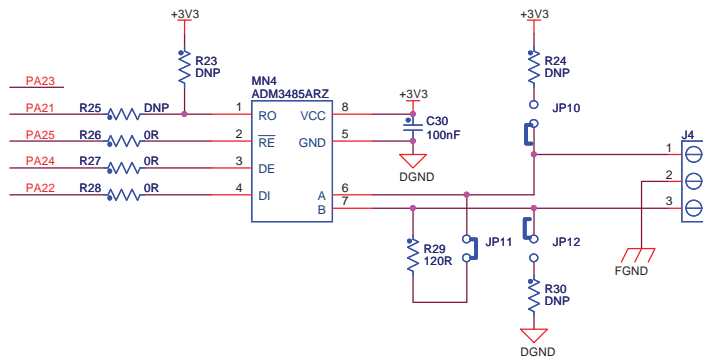 +3V3
+3V3
R23
DNP
R24
DNP
PA23
MN4
ADM3485ARZ
+3V3
JP10
PA21
R25
DNP
1
RO
VCC
8
C30
100nF
PA25
R26
0R
2
RE
GND
5
J4
1
PA24
R27
0R
3
DE
DGND
2
PA22
R28
0R
4
DI
A
6
B
7
3
R29
120R
JP11
JP12
FGND
R30
DNP
DGND